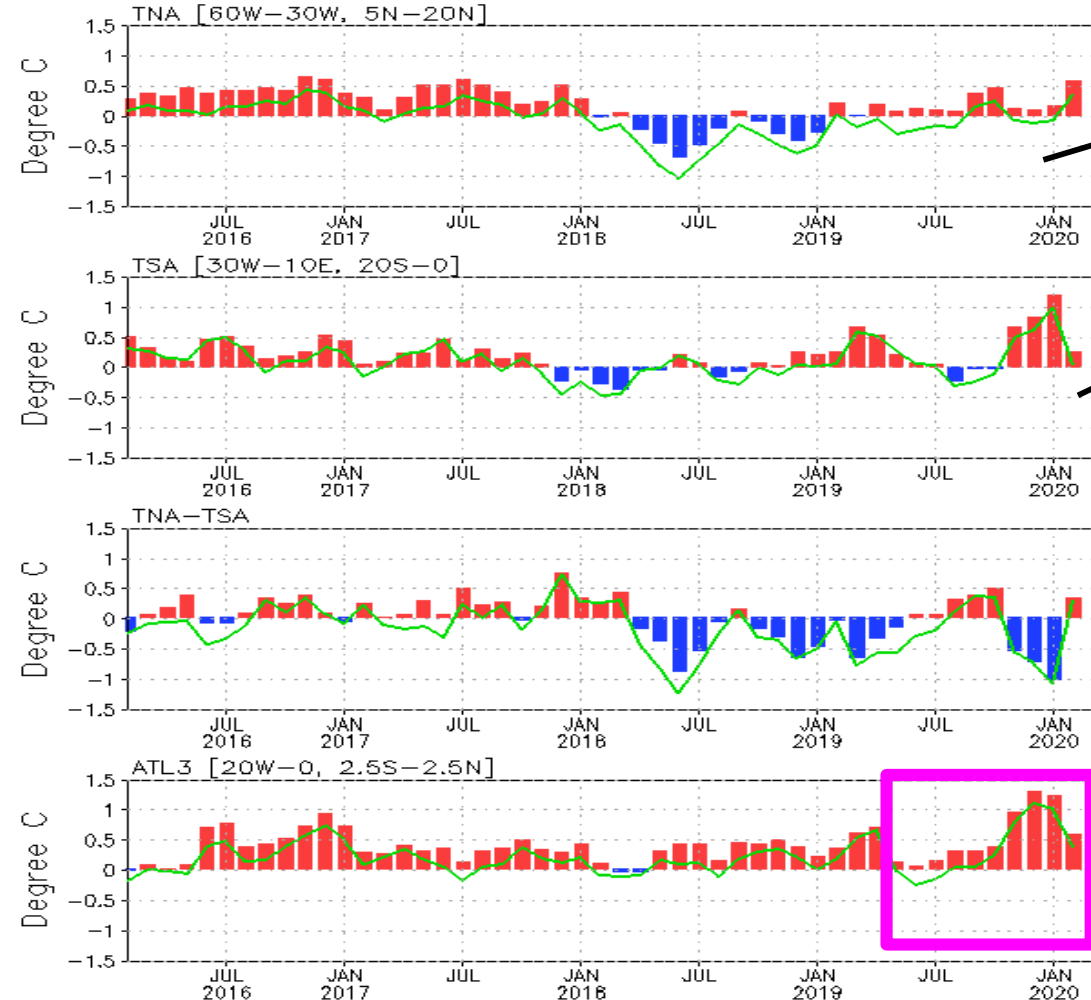 TNA [60W−30W, 5N−20N]
Degree C
1.5
1
0.5
0
−0.5
−1
−1.5
JUL 2016
JAN 2017
JUL
JAN 2018
JUL
JAN 2019
JUL
JAN 2020
TSA [30W−10E, 20S−0]
Degree C
1.5
1
0.5
0
−0.5
−1
−1.5
JUL 2016
JAN 2017
JUL
JAN 2018
JUL
JAN 2019
JUL
JAN 2020
TNA−TSA
Degree C
1.5
1
0.5
0
−0.5
−1
−1.5
JUL 2016
JAN 2017
JUL
JAN 2018
JUL
JAN 2019
JUL
JAN 2020
ATL3 [20W−0, 2.5S−2.5N]
Degree C
1.5
1
0.5
0
−0.5
−1
−1.5
JUL 2016
JAN 2017
JUL
JAN 2018
JUL
JAN 2019
JUL
JAN 2020